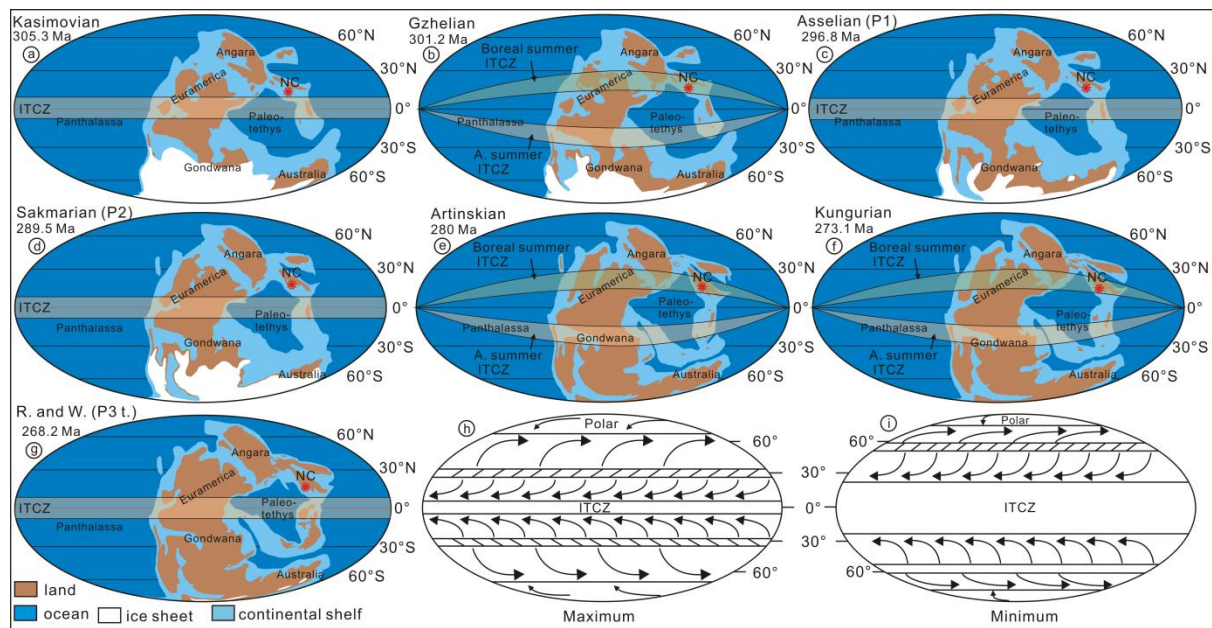 Kasimovian
305.3 Ma
a
Angara
Euramerica
NC
ITCZ
Panthalassa
Paleo-
tethys
Gondwana
Australia
60°N
30°N
0°
30°S
60°S
Gzhelian
301.2 Ma
b
Boreal summer
ITCZ
Angara
Euramerica
NC
Panthalassa
Paleo-
tethys
A. summer
ITCZ
Gondwana
Australia
60°N
30°N
0°
30°S
60°S
Asselian (P1)
296.8 Ma
c
Angara
Euramerica
NC
ITCZ
Panthalassa
Paleo-
tethys
Gondwana
Australia
60°N
30°N
0°
30°S
60°S
Sakmarian (P2)
289.5 Ma
d
Angara
Euramerica
NC
ITCZ
Panthalassa
Paleo-
tethys
Gondwana
Australia
60°N
30°N
0°
30°S
60°S
Artinskian
280 Ma
e
Boreal summer
ITCZ
Angara
Euramerica
NC
Panthalassa
Paleo-
tethys
A. summer
ITCZ
Gondwana
Australia
60°N
30°N
0°
30°S
60°S
Kungurian
273.1 Ma
f
Boreal summer
ITCZ
Angara
Euramerica
NC
Panthalassa
Paleo-
tethys
A. summer
ITCZ
Gondwana
Australia
60°N
30°N
0°
30°S
60°S
R. and W. (P3 t.)
268.2 Ma
g
Angara
Euramerica
NC
ITCZ
Panthalassa
Paleo-
tethys
Gondwana
Australia
60°N
30°N
0°
30°S
60°S
land
ocean
ice sheet
continental shelf
h
Polar
ITCZ
60°
30°
0°
30°
60°
Maximum
i
Polar
ITCZ
60°
Minimum